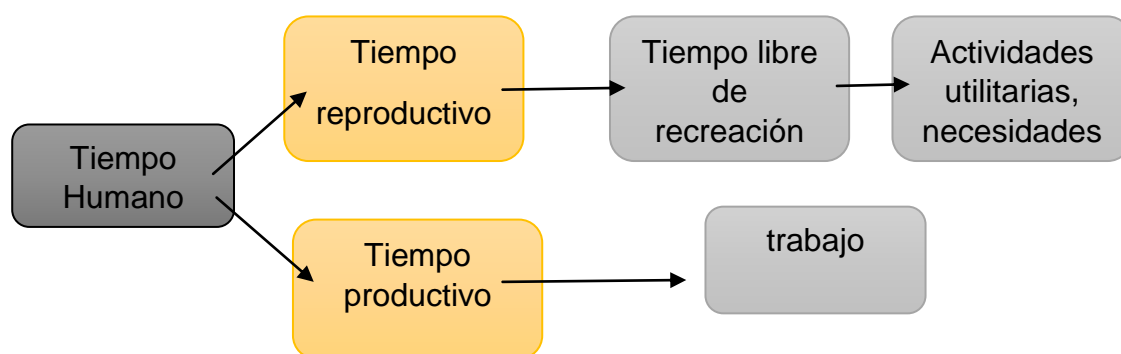 Tiempo
reproductivo
Tiempo libre
de
recreación
Actividades
utilitarias,
necesidades
Tiempo
Humano
Tiempo
productivo
trabajo